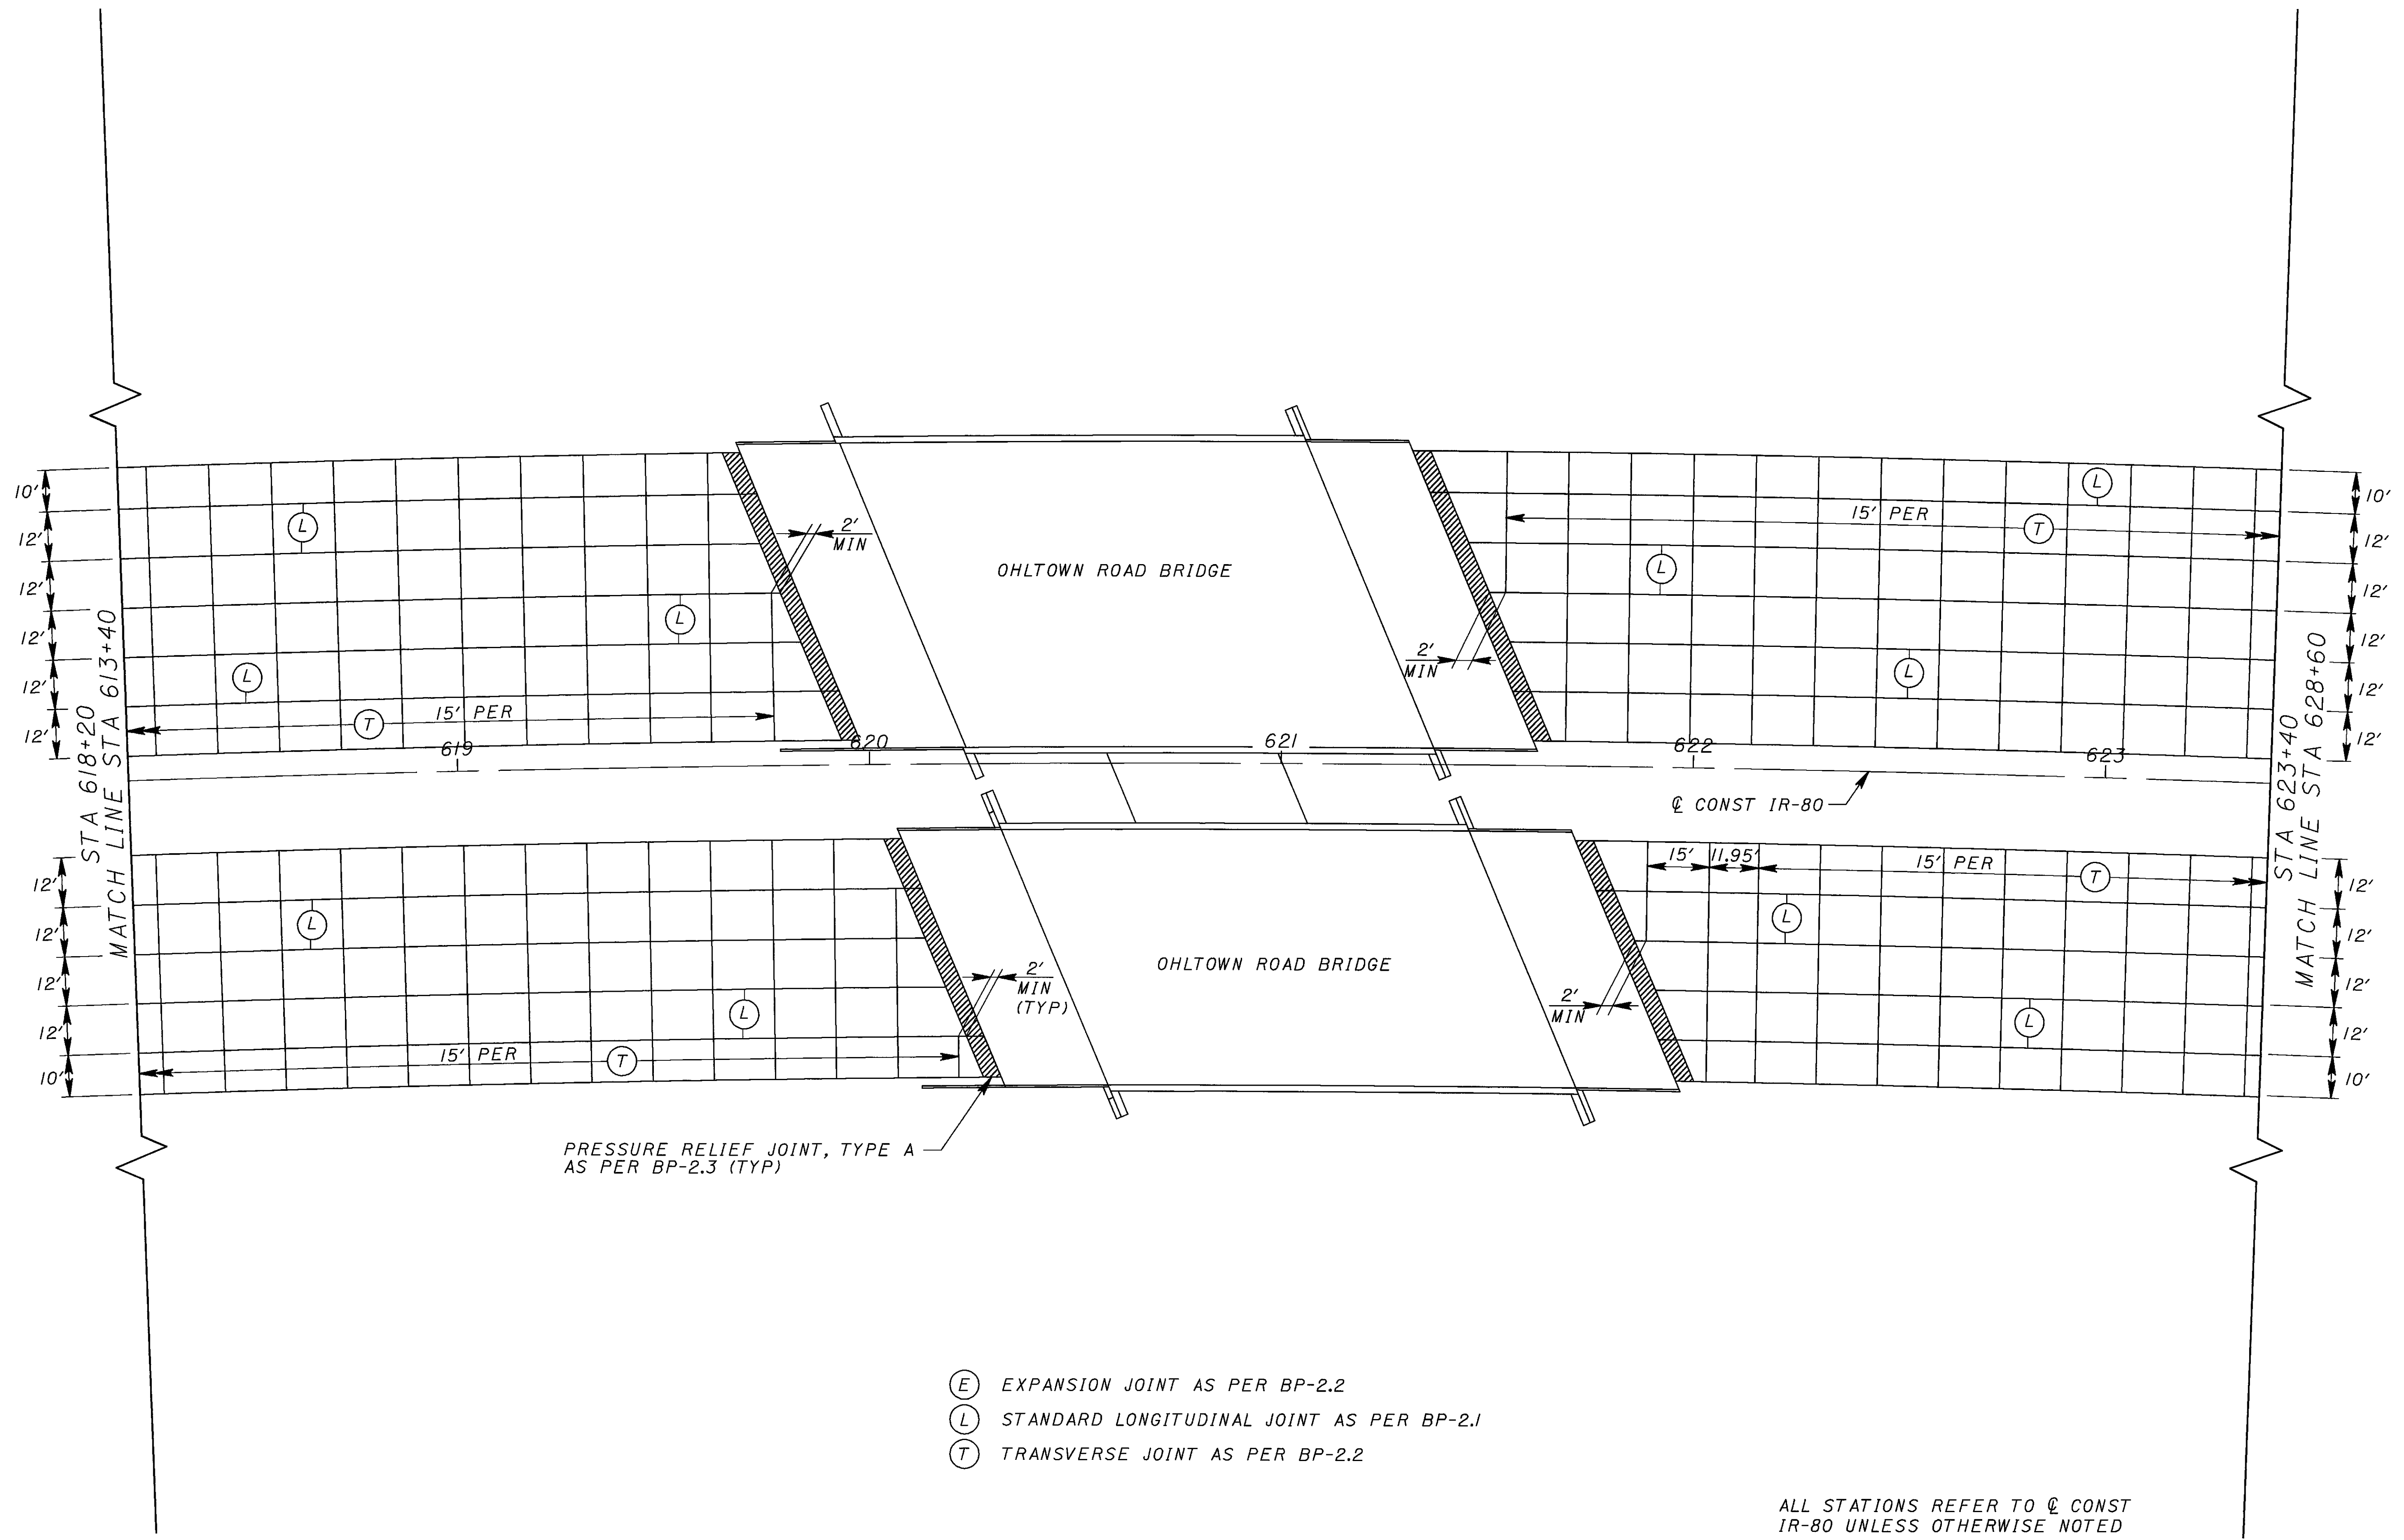 10'
12'
12'
12'
12'
12'
STA 618+20
MATCH LINE STA 613+40
L
L
L
T
15' PER
2'
MIN
OHLTOWN ROAD BRIDGE
2'
MIN
L
15' PER
T
L
L
10'
12'
12'
12'
12'
12'
STA 623+40
MATCH LINE STA 628+60
619
620
621
622
623
℄ CONST IR-80
12'
12'
12'
12'
10'
L
L
15' PER
T
2'
MIN
(TYP)
OHLTOWN ROAD BRIDGE
2'
MIN
15'
11.95'
15' PER
T
L
L
12'
12'
12'
12'
10'
PRESSURE RELIEF JOINT, TYPE A
AS PER BP-2.3 (TYP)
E EXPANSION JOINT AS PER BP-2.2
L STANDARD LONGITUDINAL JOINT AS PER BP-2.1
T TRANSVERSE JOINT AS PER BP-2.2
ALL STATIONS REFER TO ℄ CONST
IR-80 UNLESS OTHERWISE NOTED